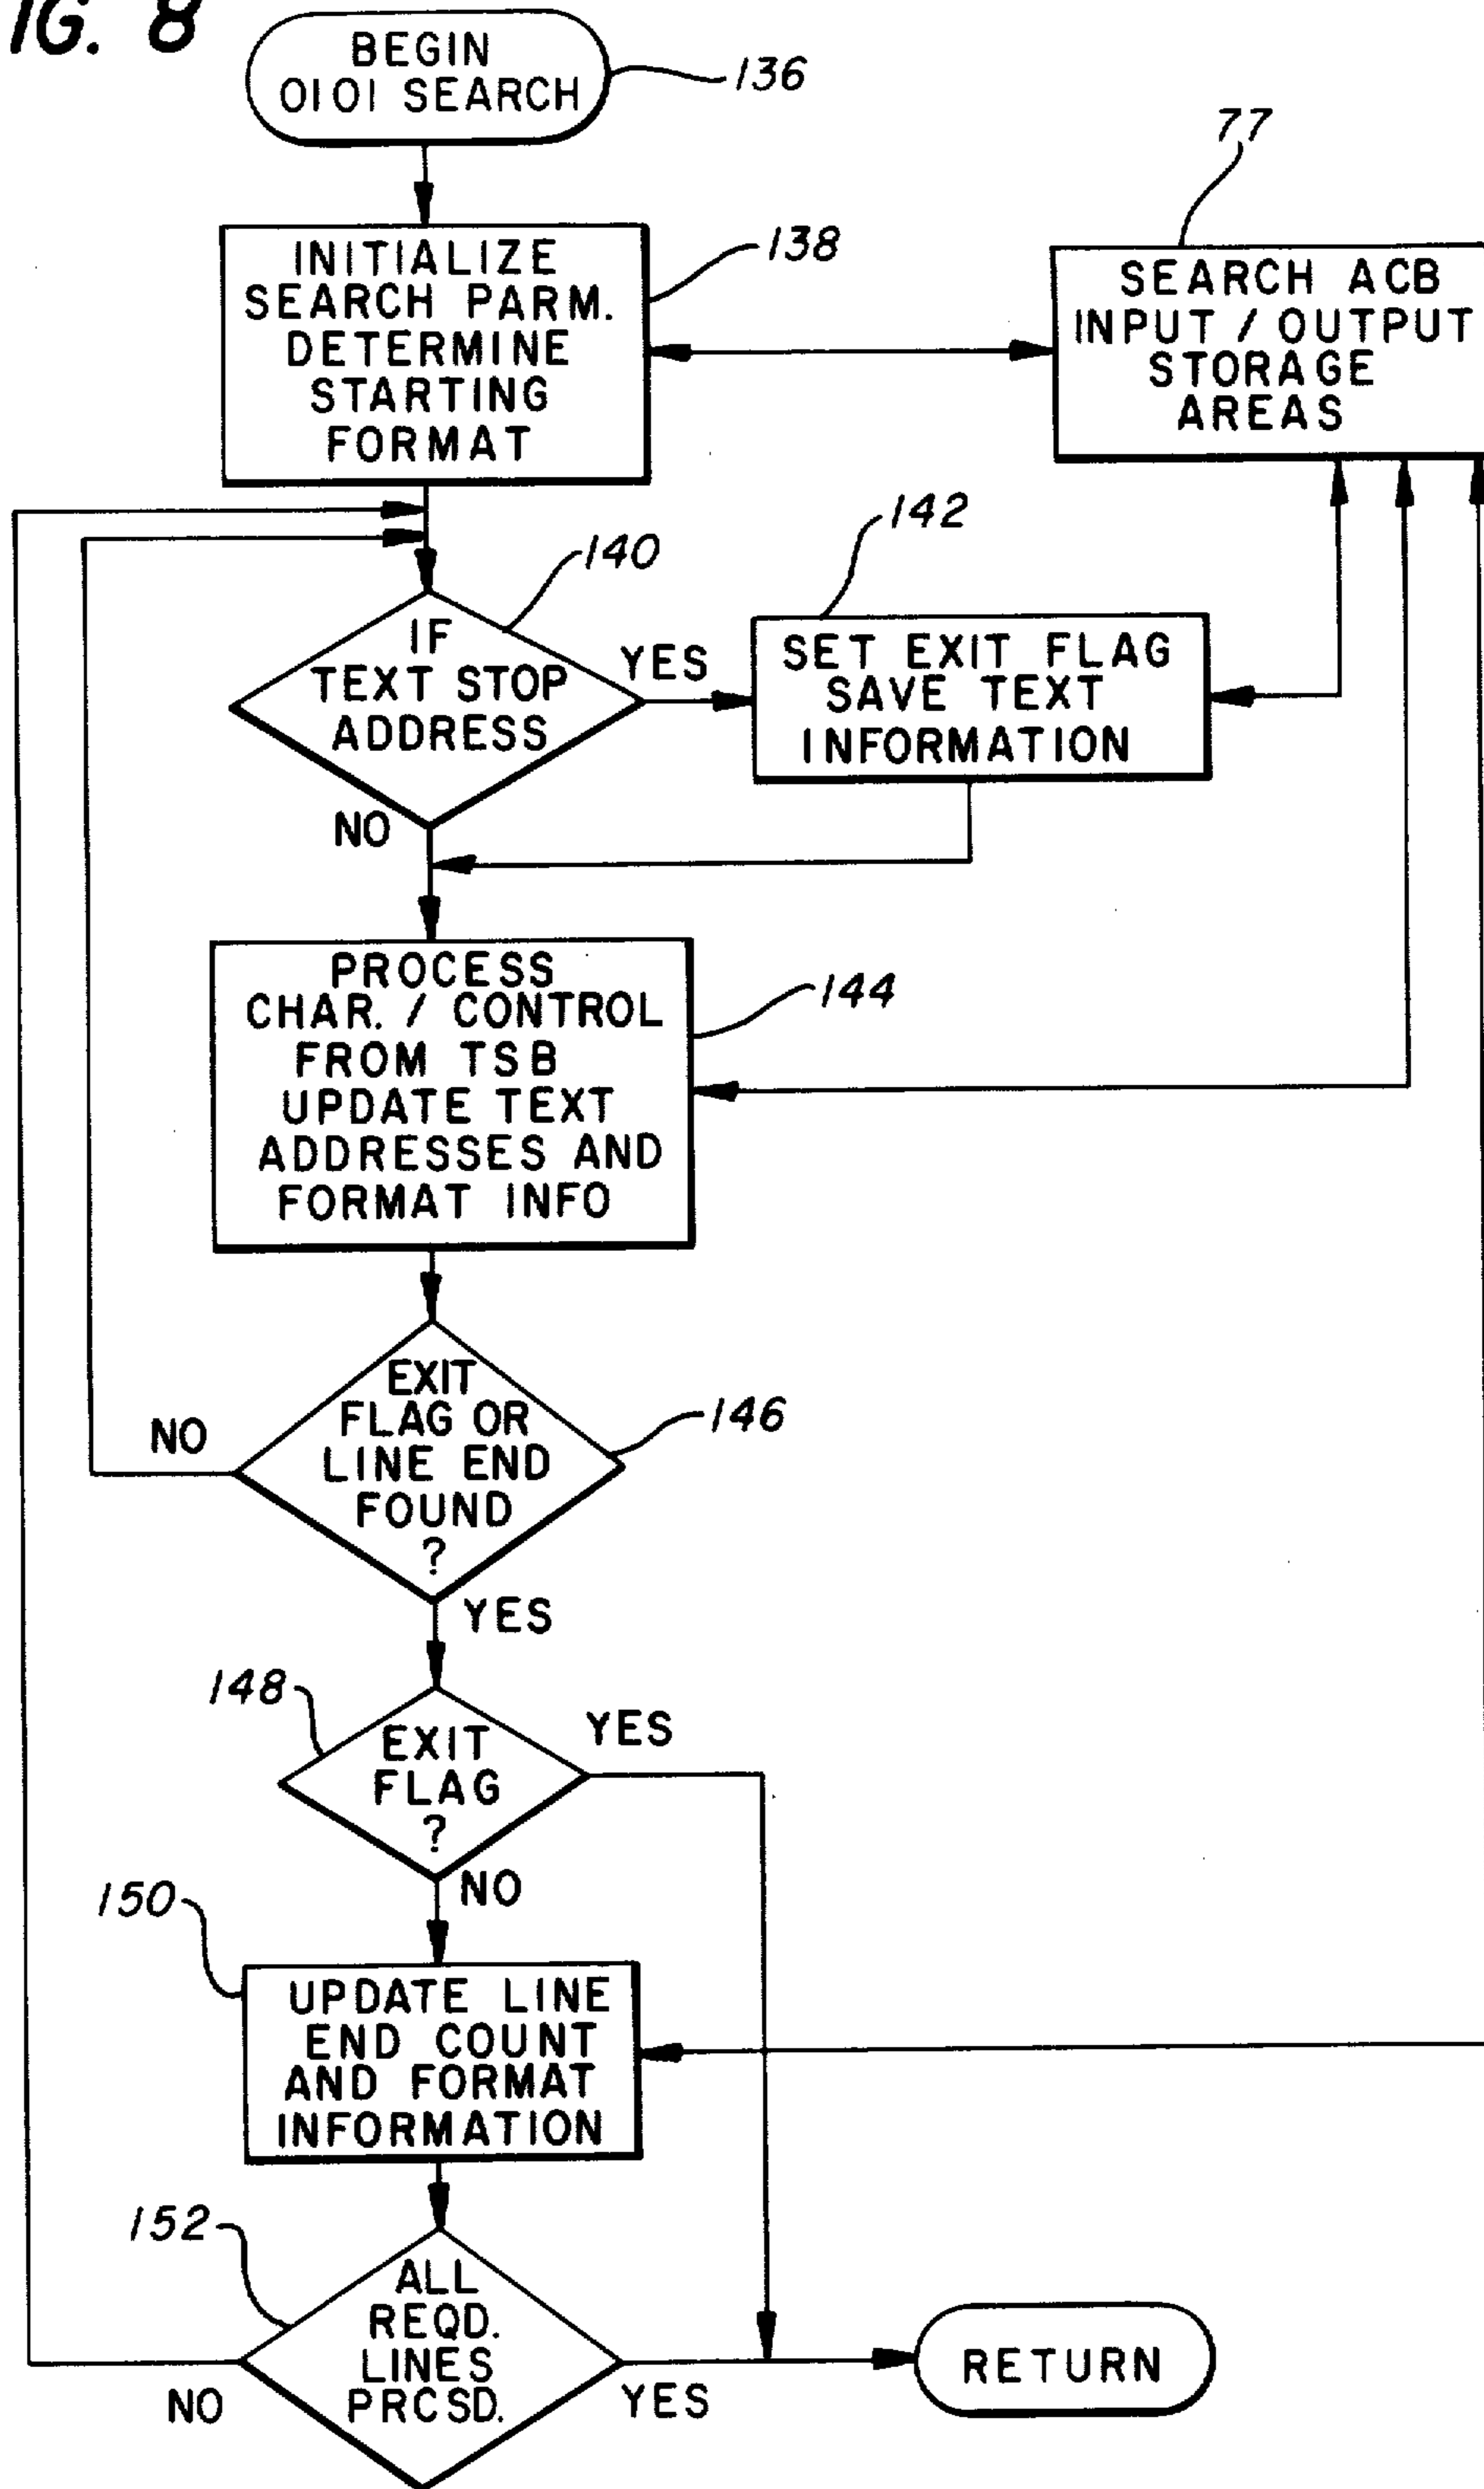 IG. 8
BEGIN
0101 SEARCH
136
INITIALIZE
SEARCH PARM.
DETERMINE
STARTING
FORMAT
138
77
SEARCH ACB
INPUT / OUTPUT
STORAGE
AREAS
IF
TEXT STOP
ADDRESS
140
YES
NO
142
SET EXIT FLAG
SAVE TEXT
INFORMATION
PROCESS
CHAR. / CONTROL
FROM TSB
UPDATE TEXT
ADDRESSES AND
FORMAT INFO
144
EXIT
FLAG OR
LINE END
FOUND
?
146
NO
YES
148
EXIT
FLAG
?
YES
NO
150
UPDATE LINE
END COUNT
AND FORMAT
INFORMATION
152
ALL
REQD.
LINES
PRCSD.
NO
YES
RETURN